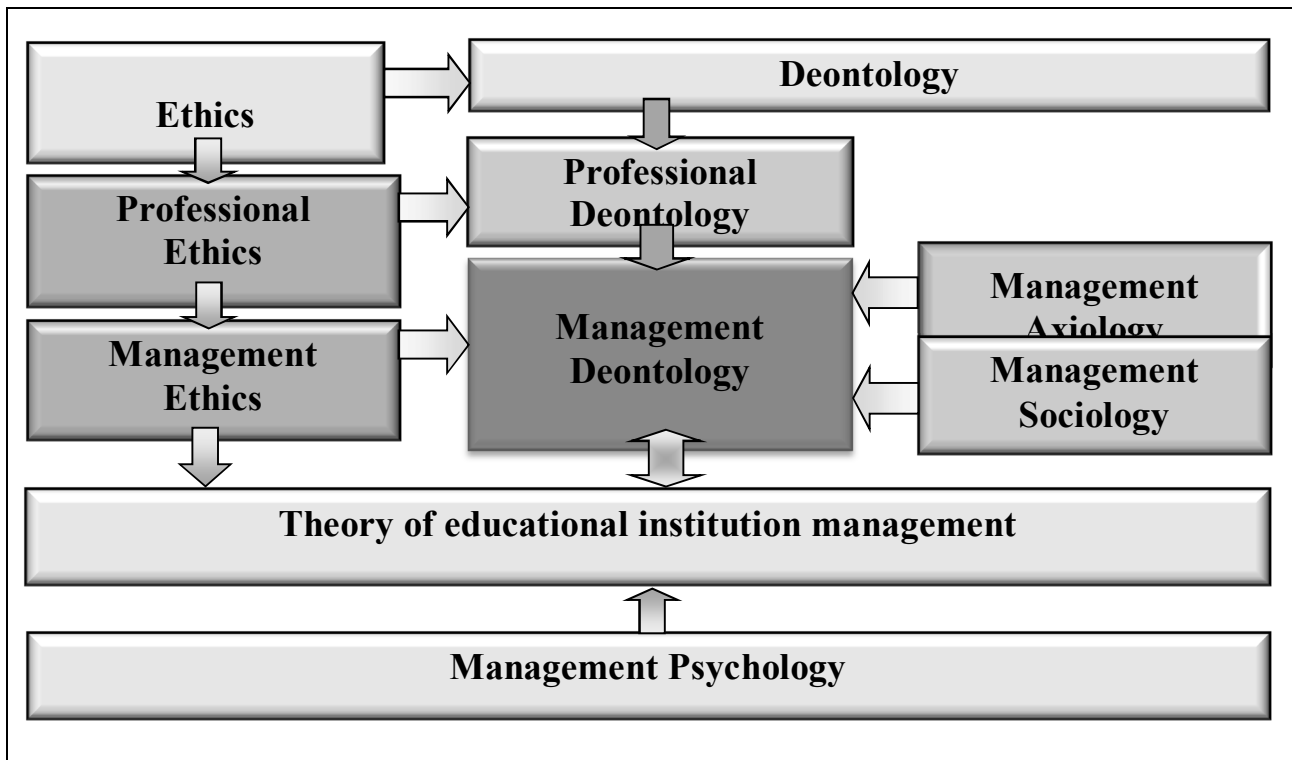 Ethics
Deontology
Professional
Ethics
Professional
Deontology
Management
Ethics
Management
Deontology
Management
Axiology
Management
Sociology
Theory of educational institution management
Management Psychology